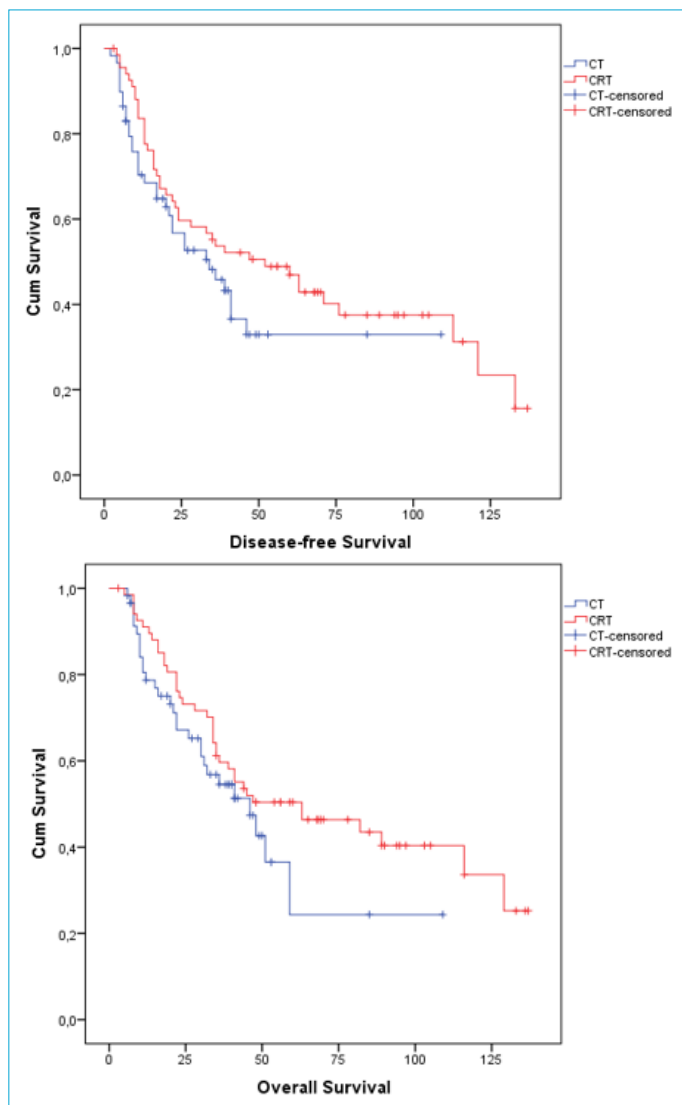 1,0
0,8
0,6
0,4
0,2
0,0
Cum Survival
0
25
50
75
100
125
Disease-free Survival
CT
CRT
CT-censored
CRT-censored
1,0
0,8
0,6
0,4
0,2
0,0
Cum Survival
0
25
50
75
100
125
Overall Survival
CT
CRT
CT-censored
CRT-censored